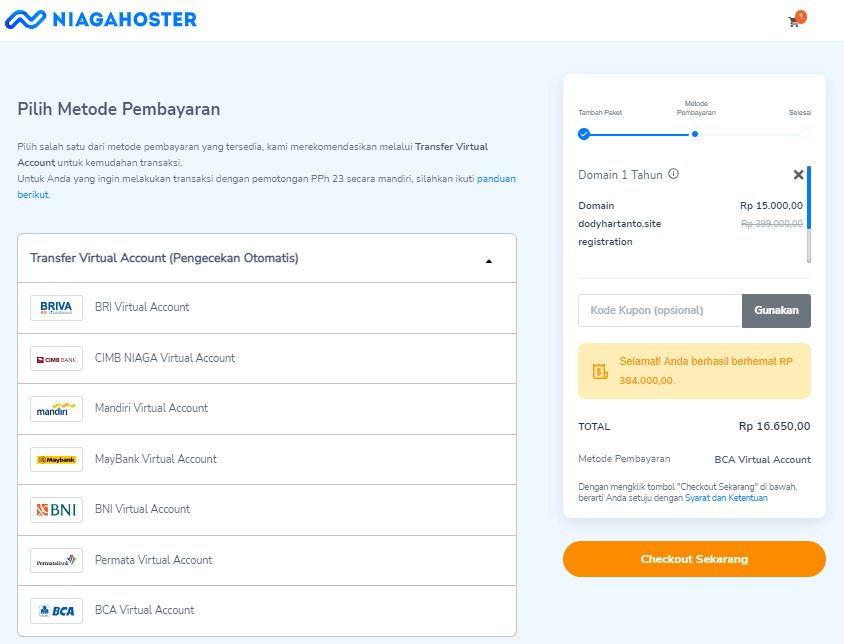 NIAGAHOSTER
1
Pilih Metode Pembayaran
Pilih salah satu dari metode pembayaran yang tersedia, kami merekomendasikan melalui Transfer Virtual
Account untuk kemudahan transaksi.
Untuk Anda yang ingin melakukan transaksi dengan pemotongan PPh 23 secara mandiri, silahkan ikuti panduan
berikut.
Transfer Virtual Account (Pengecekan Otomatis)
BRIVA
BRI Virtual Account
BRI Virtual Account
CIMB BANK
CIMB NIAGA Virtual Account
mandiri
Mandiri Virtual Account
Maybank
MayBank Virtual Account
BNI
BNI Virtual Account
PermataBank
Permata Virtual Account
BCA
BCA Virtual Account
Tambah Paket
Metode
Pembayaran
Selesai
Domain 1 Tahun
Domain Rp 15.000,00
dodyhartanto.site Rp 399.000,00
registration
Kode Kupon (opsional)
Gunakan
Selamat! Anda berhasil berhemat RP
384.000,00.
TOTAL Rp 16.650,00
Metode Pembayaran BCA Virtual Account
Dengan mengklik tombol "Checkout Sekarang" di bawah,
berarti Anda setuju dengan Syarat dan Ketentuan
Checkout Sekarang